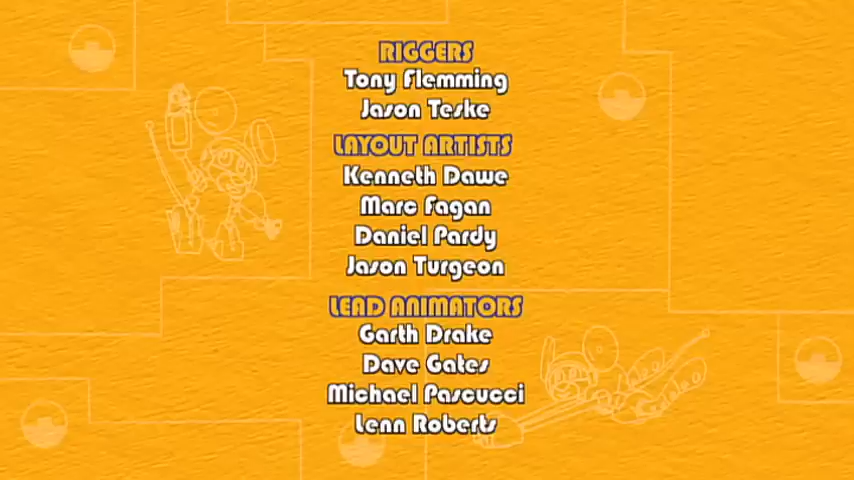 RIGGERS
Tony Flemming
Jason Teske
LAYOUT ARTISTS
Kenneth Dawe
Marc Fagan
Daniel Pardy
Jason Turgeon
LEAD ANIMATORS
Garth Drake
Dave Gates
Michael Pascucci
Lenn Roberts